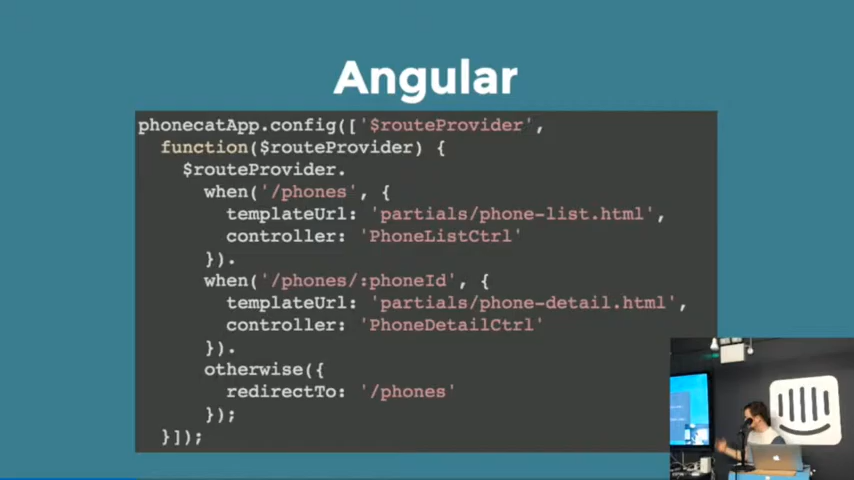 Angular
phonecatApp.config(['$routeProvider',
  function($routeProvider) {
    $routeProvider.
      when('/phones', {
        templateUrl: 'partials/phone-list.html',
        controller: 'PhoneListCtrl'
      }).
      when('/phones/:phoneId', {
        templateUrl: 'partials/phone-detail.html',
        controller: 'PhoneDetailCtrl'
      }).
      otherwise({
        redirectTo: '/phones'
      });
  }]);